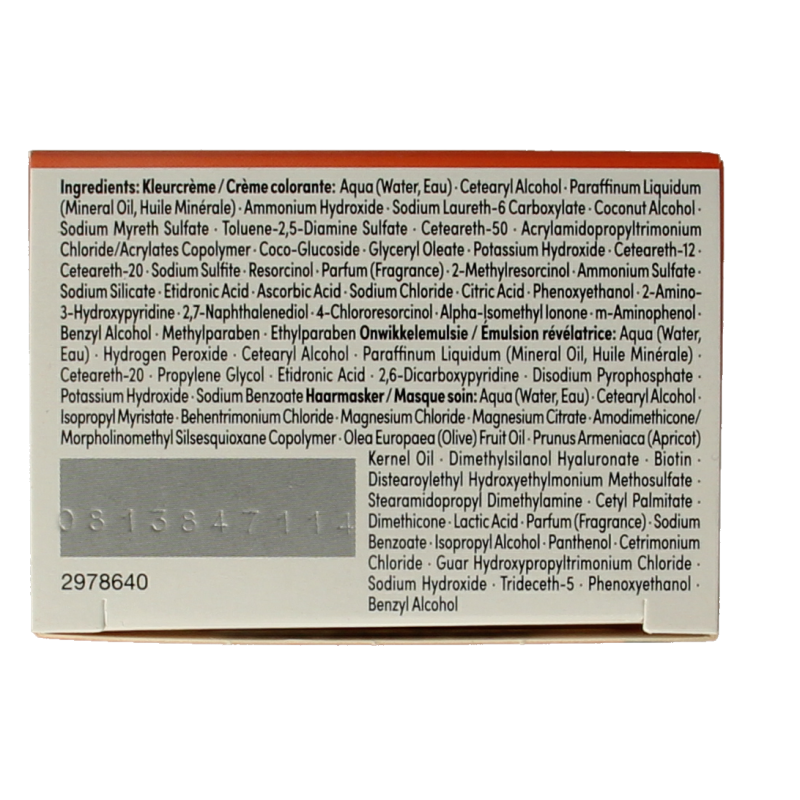 Ingredients: Kleurcrème / Crème colorante: Aqua (Water, Eau) · Cetearyl Alcohol · Paraffinum Liquidum
(Mineral Oil, Huile Minérale) · Ammonium Hydroxide · Sodium Laureth-6 Carboxylate · Coconut Alcohol ·
Sodium Myreth Sulfate · Toluene-2,5-Diamine Sulfate · Ceteareth-50 · Acrylamidopropyltrimonium
Chloride/Acrylates Copolymer · Coco-Glucoside · Glyceryl Oleate · Potassium Hydroxide · Ceteareth-12 ·
Ceteareth-20 · Sodium Sulfite · Resorcinol · Parfum (Fragrance) · 2-Methylresorcinol · Ammonium Sulfate ·
Sodium Silicate · Etidronic Acid · Ascorbic Acid · Sodium Chloride · Citric Acid · Phenoxyethanol · 2-Amino-
3-Hydroxypyridine · 2,7-Naphthalenediol · 4-Chlororesorcinol · Alpha-Isomethyl Ionone · m-Aminophenol ·
Benzyl Alcohol · Methylparaben · Ethylparaben Onwikkelemulsie / Émulsion révélatrice: Aqua (Water,
Eau) · Hydrogen Peroxide · Cetearyl Alcohol · Paraffinum Liquidum (Mineral Oil, Huile Minérale) ·
Ceteareth-20 · Propylene Glycol · Etidronic Acid · 2,6-Dicarboxypyridine · Disodium Pyrophosphate ·
Potassium Hydroxide · Sodium Benzoate Haarmasker / Masque soin: Aqua (Water, Eau) · Cetearyl Alcohol ·
Isopropyl Myristate · Behentrimonium Chloride · Magnesium Chloride · Magnesium Citrate · Amodimethicone/
Morpholinomethyl Silsesquioxane Copolymer · Olea Europaea (Olive) Fruit Oil · Prunus Armeniaca (Apricot)
Kernel Oil · Dimethylsilanol Hyaluronate · Biotin ·
Distearoylethyl Hydroxyethylmonium Methosulfate ·
Stearamidopropyl Dimethylamine · Cetyl Palmitate ·
Dimethicone · Lactic Acid · Parfum (Fragrance) · Sodium
Benzoate · Isopropyl Alcohol · Panthenol · Cetrimonium
Chloride · Guar Hydroxypropyltrimonium Chloride ·
Sodium Hydroxide · Trideceth-5 · Phenoxyethanol ·
Benzyl Alcohol
0813847114
2978640